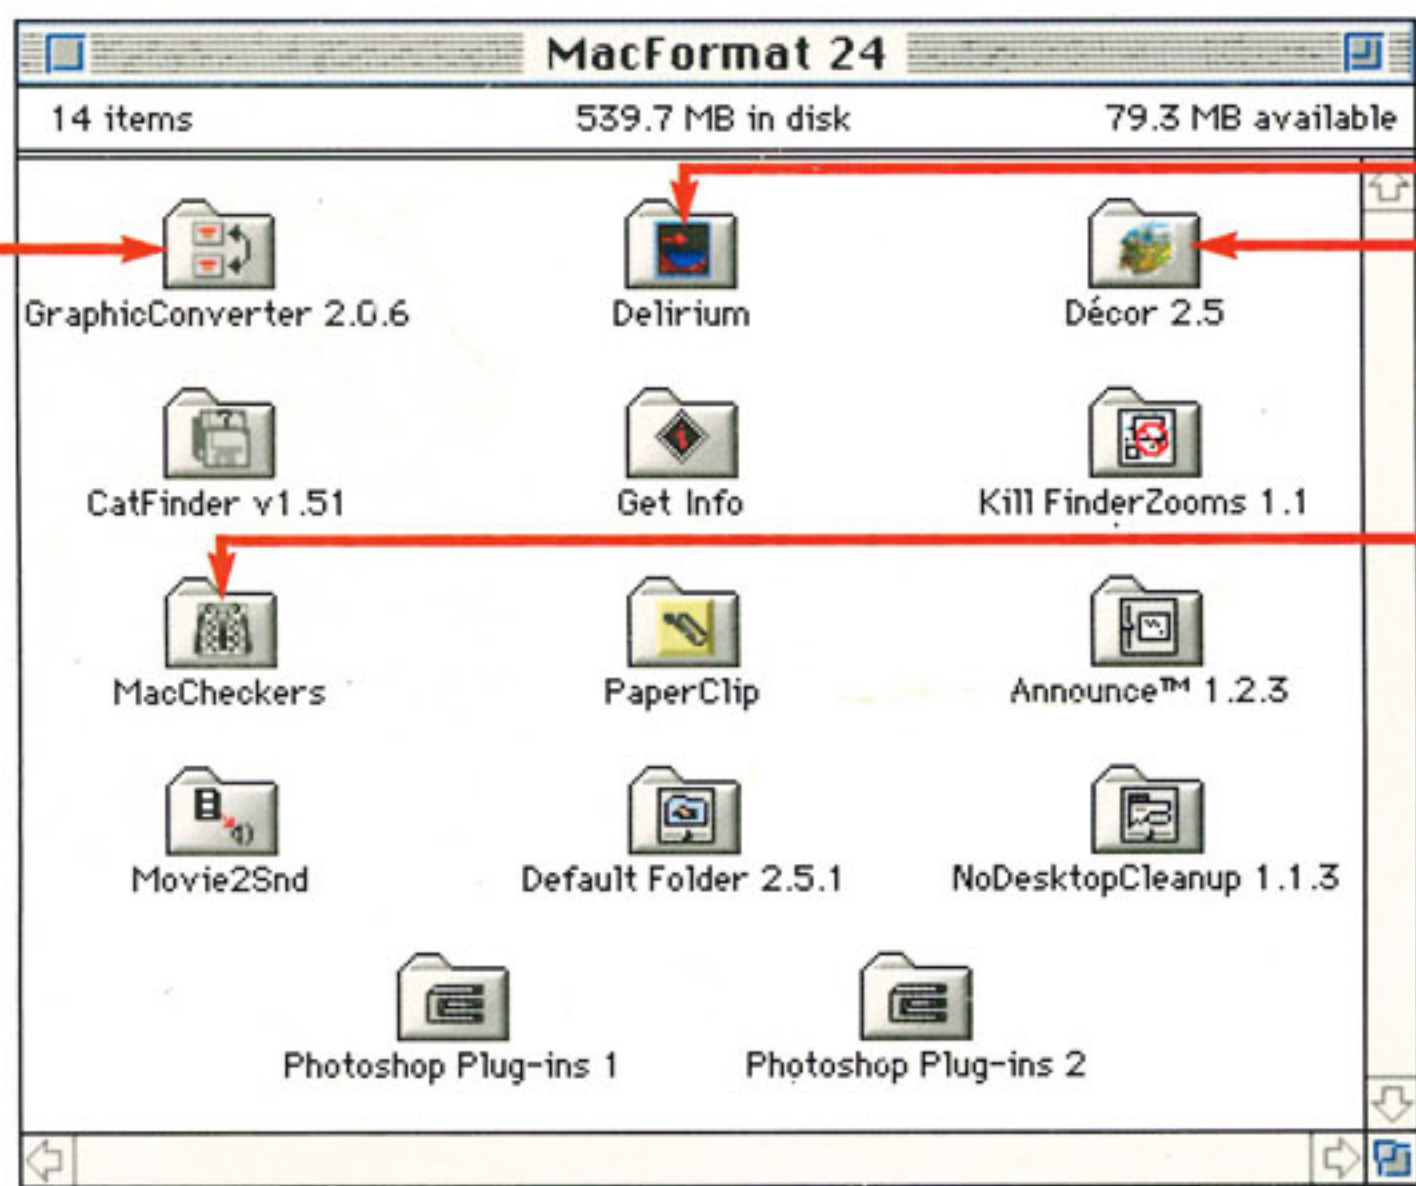 MacFormat 24
14 items 539.7 MB in disk 79.3 MB available
GraphicConverter 2.0.6 Delirium Décor 2.5
CatFinder v1.51 Get Info Kill FinderZooms 1.1
MacCheckers PaperClip Announce™ 1.2.3
Movie2Snd Default Folder 2.5.1 NoDesktopCleanup 1.1.3
Photoshop Plug-ins 1 Photoshop Plug-ins 2